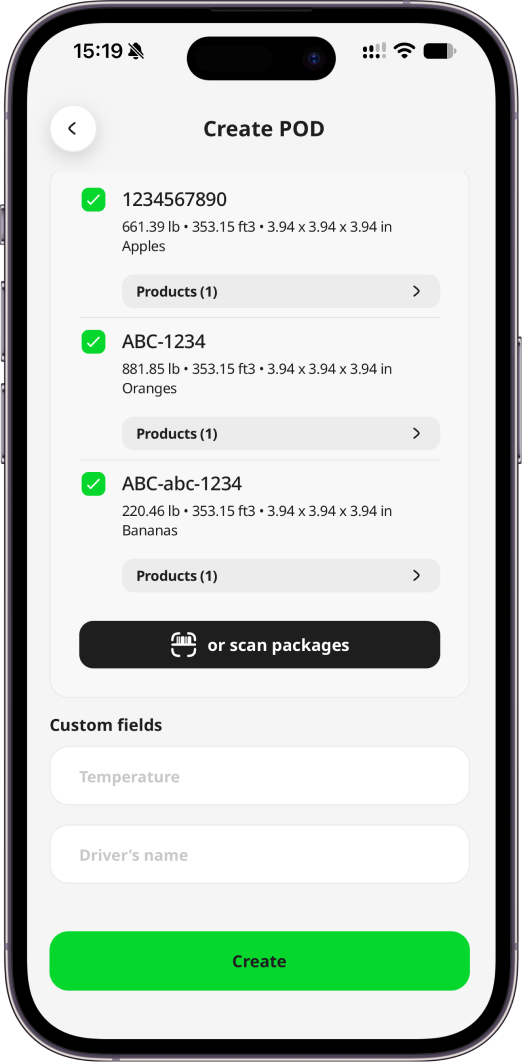 15:19
Create POD
1234567890
661.39 lb • 353.15 ft3 • 3.94 x 3.94 x 3.94 in
Apples
Products (1)
ABC-1234
881.85 lb • 353.15 ft3 • 3.94 x 3.94 x 3.94 in
Oranges
Products (1)
ABC-abc-1234
220.46 lb • 353.15 ft3 • 3.94 x 3.94 x 3.94 in
Bananas
Products (1)
or scan packages
Custom fields
Temperature
Driver's name
Create